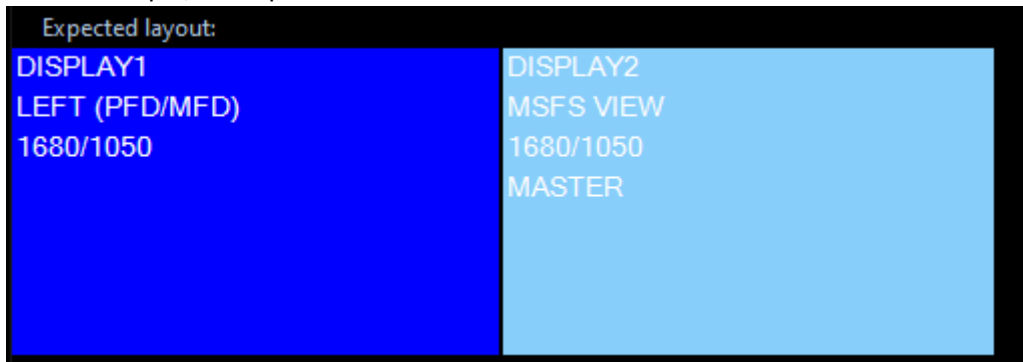 Expected layout:
DISPLAY1
LEFT (PFD/MFD)
1680/1050
DISPLAY2
MSFS VIEW
1680/1050
MASTER